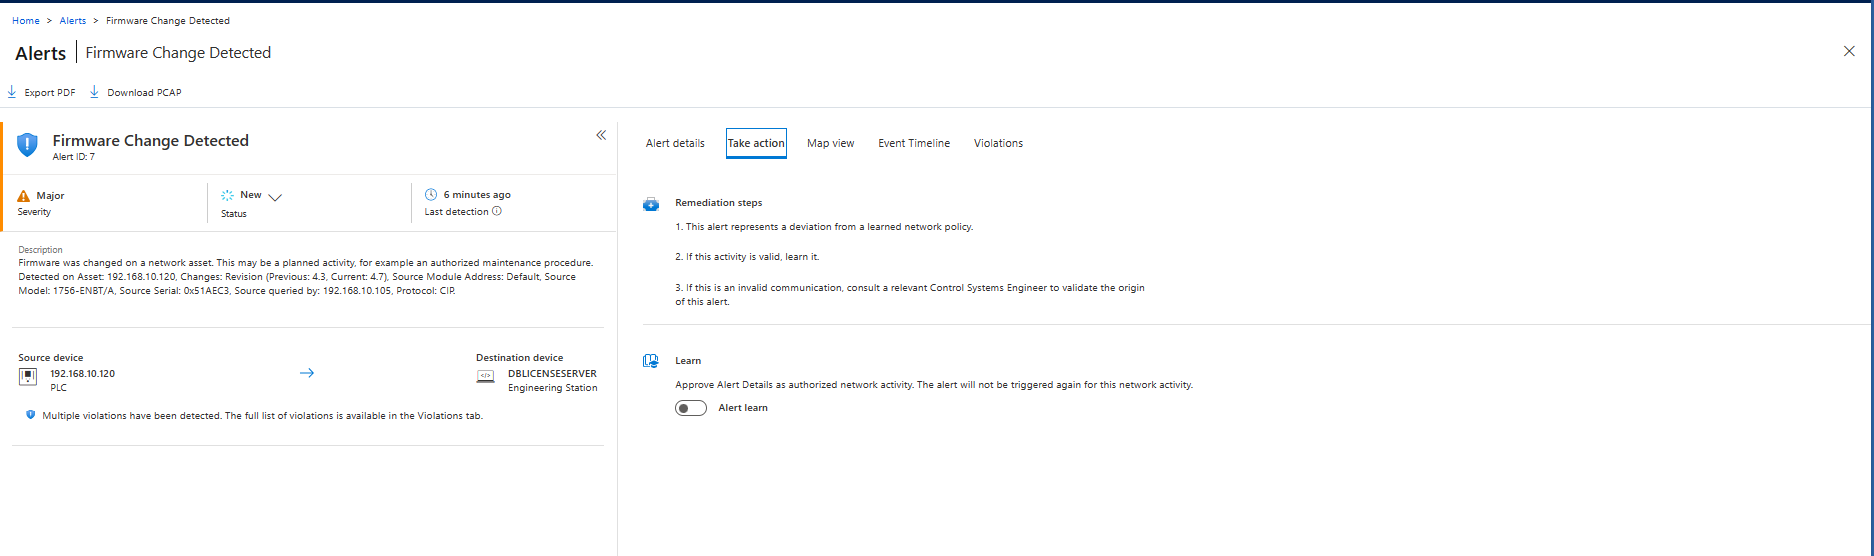 Home > Alerts > Firmware Change Detected
Alerts | Firmware Change Detected
Export PDF Download PCAP
Firmware Change Detected
Alert ID: 7
Major
Severity
New
Status
6 minutes ago
Last detection
Description
Firmware was changed on a network asset. This may be a planned activity, for example an authorized maintenance procedure.
Detected on Asset: 192.168.10.120, Changes: Revision (Previous: 4.3, Current: 4.7), Source Module Address: Default, Source
Model: 1756-ENBT/A, Source Serial: 0x51AEC3, Source queried by: 192.168.10.105, Protocol: CIP.
Source device
192.168.10.120
PLC
Destination device
DBLICENSESERVER
Engineering Station
Multiple violations have been detected. The full list of violations is available in the Violations tab.
Alert details Take action Map view Event Timeline Violations
Remediation steps
1. This alert represents a deviation from a learned network policy.
2. If this activity is valid, learn it.
3. If this is an invalid communication, consult a relevant Control Systems Engineer to validate the origin
of this alert.
Learn
Approve Alert Details as authorized network activity. The alert will not be triggered again for this network activity.
Alert learn